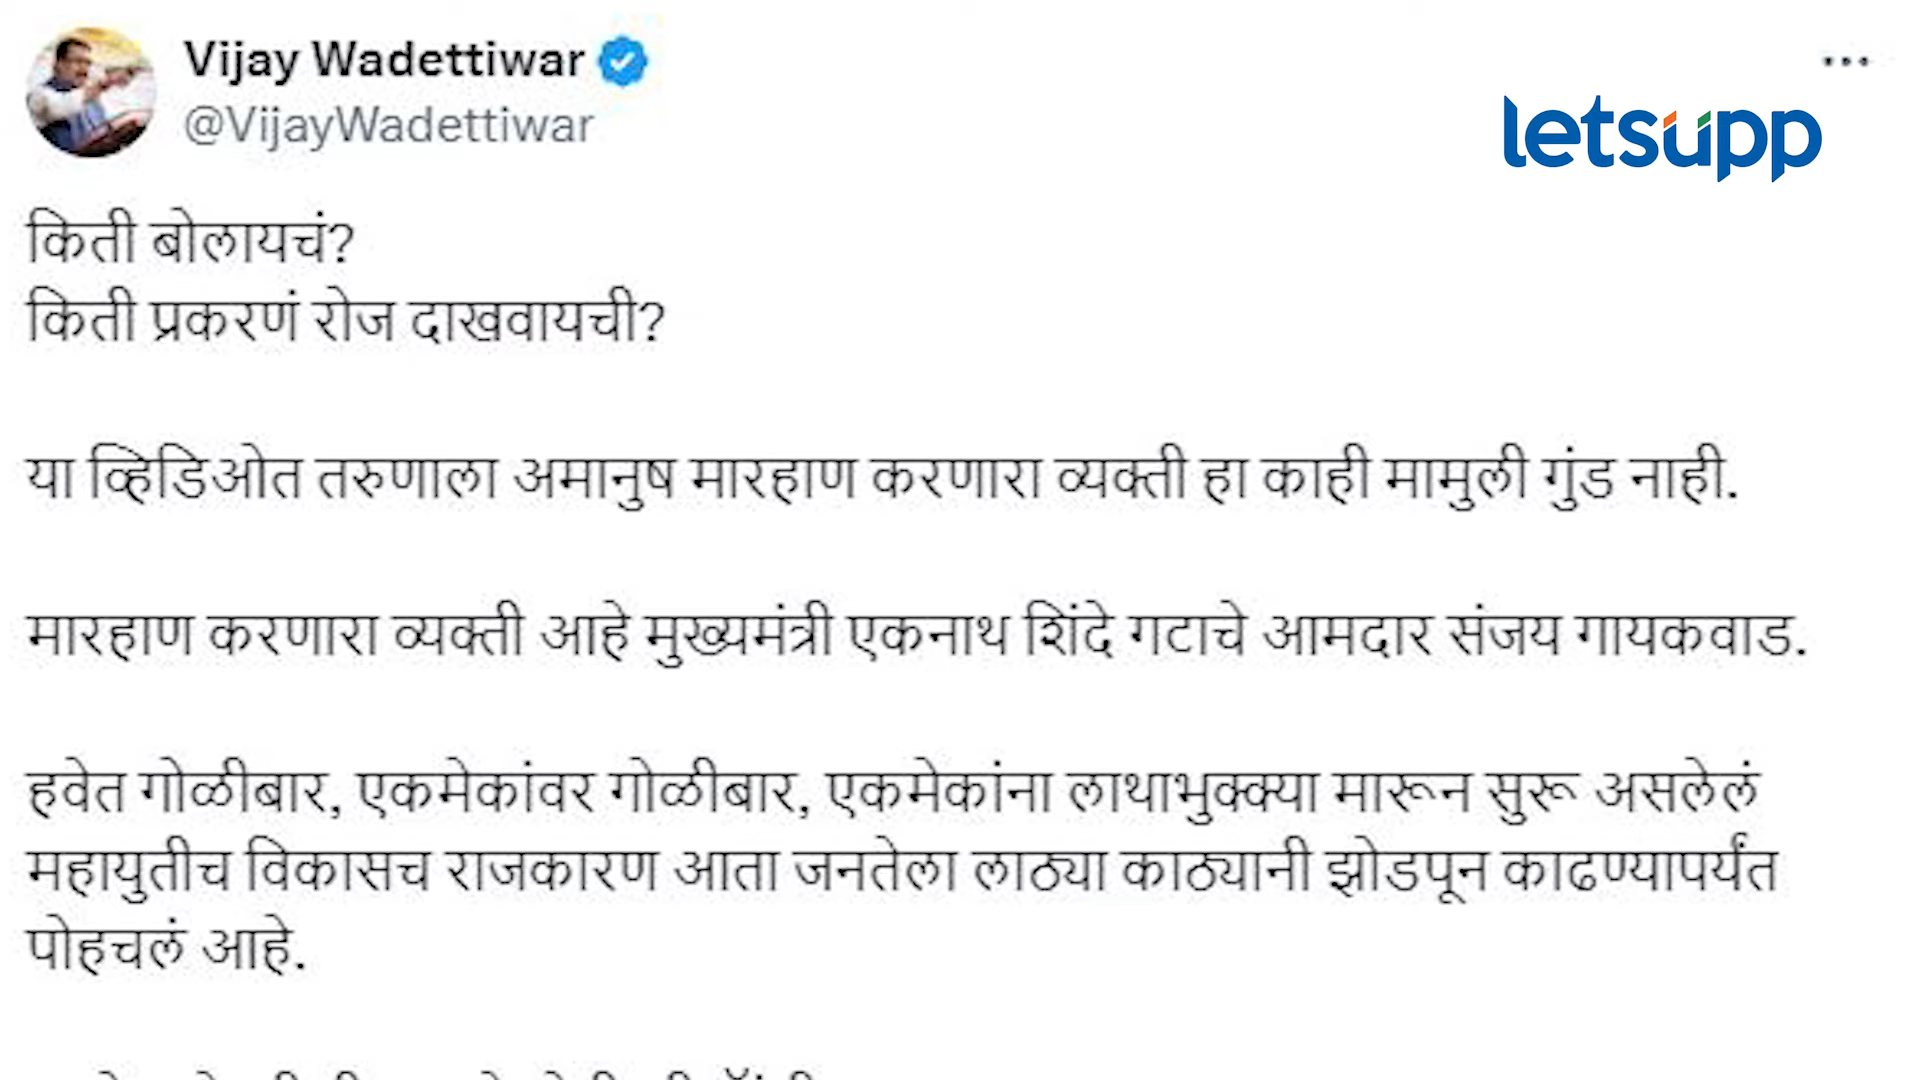 Vijay Wadettiwar
@VijayWadettiwar
letsupp
किती बोलायचं?
किती प्रकरणं रोज दाखवायची?
या व्हिडिओत तरुणाला अमानुष मारहाण करणारा व्यक्ती हा काही मामुली गुंड नाही.
मारहाण करणारा व्यक्ती आहे मुख्यमंत्री एकनाथ शिंदे गटाचे आमदार संजय गायकवाड.
हवेत गोळीबार, एकमेकांवर गोळीबार, एकमेकांना लाथाभुक्क्या मारून सुरू असलेलं
महायुतीच विकासच राजकारण आता जनतेला लाठ्या काठ्यानी झोडपून काढण्यापर्यंत
पोहचलं आहे.